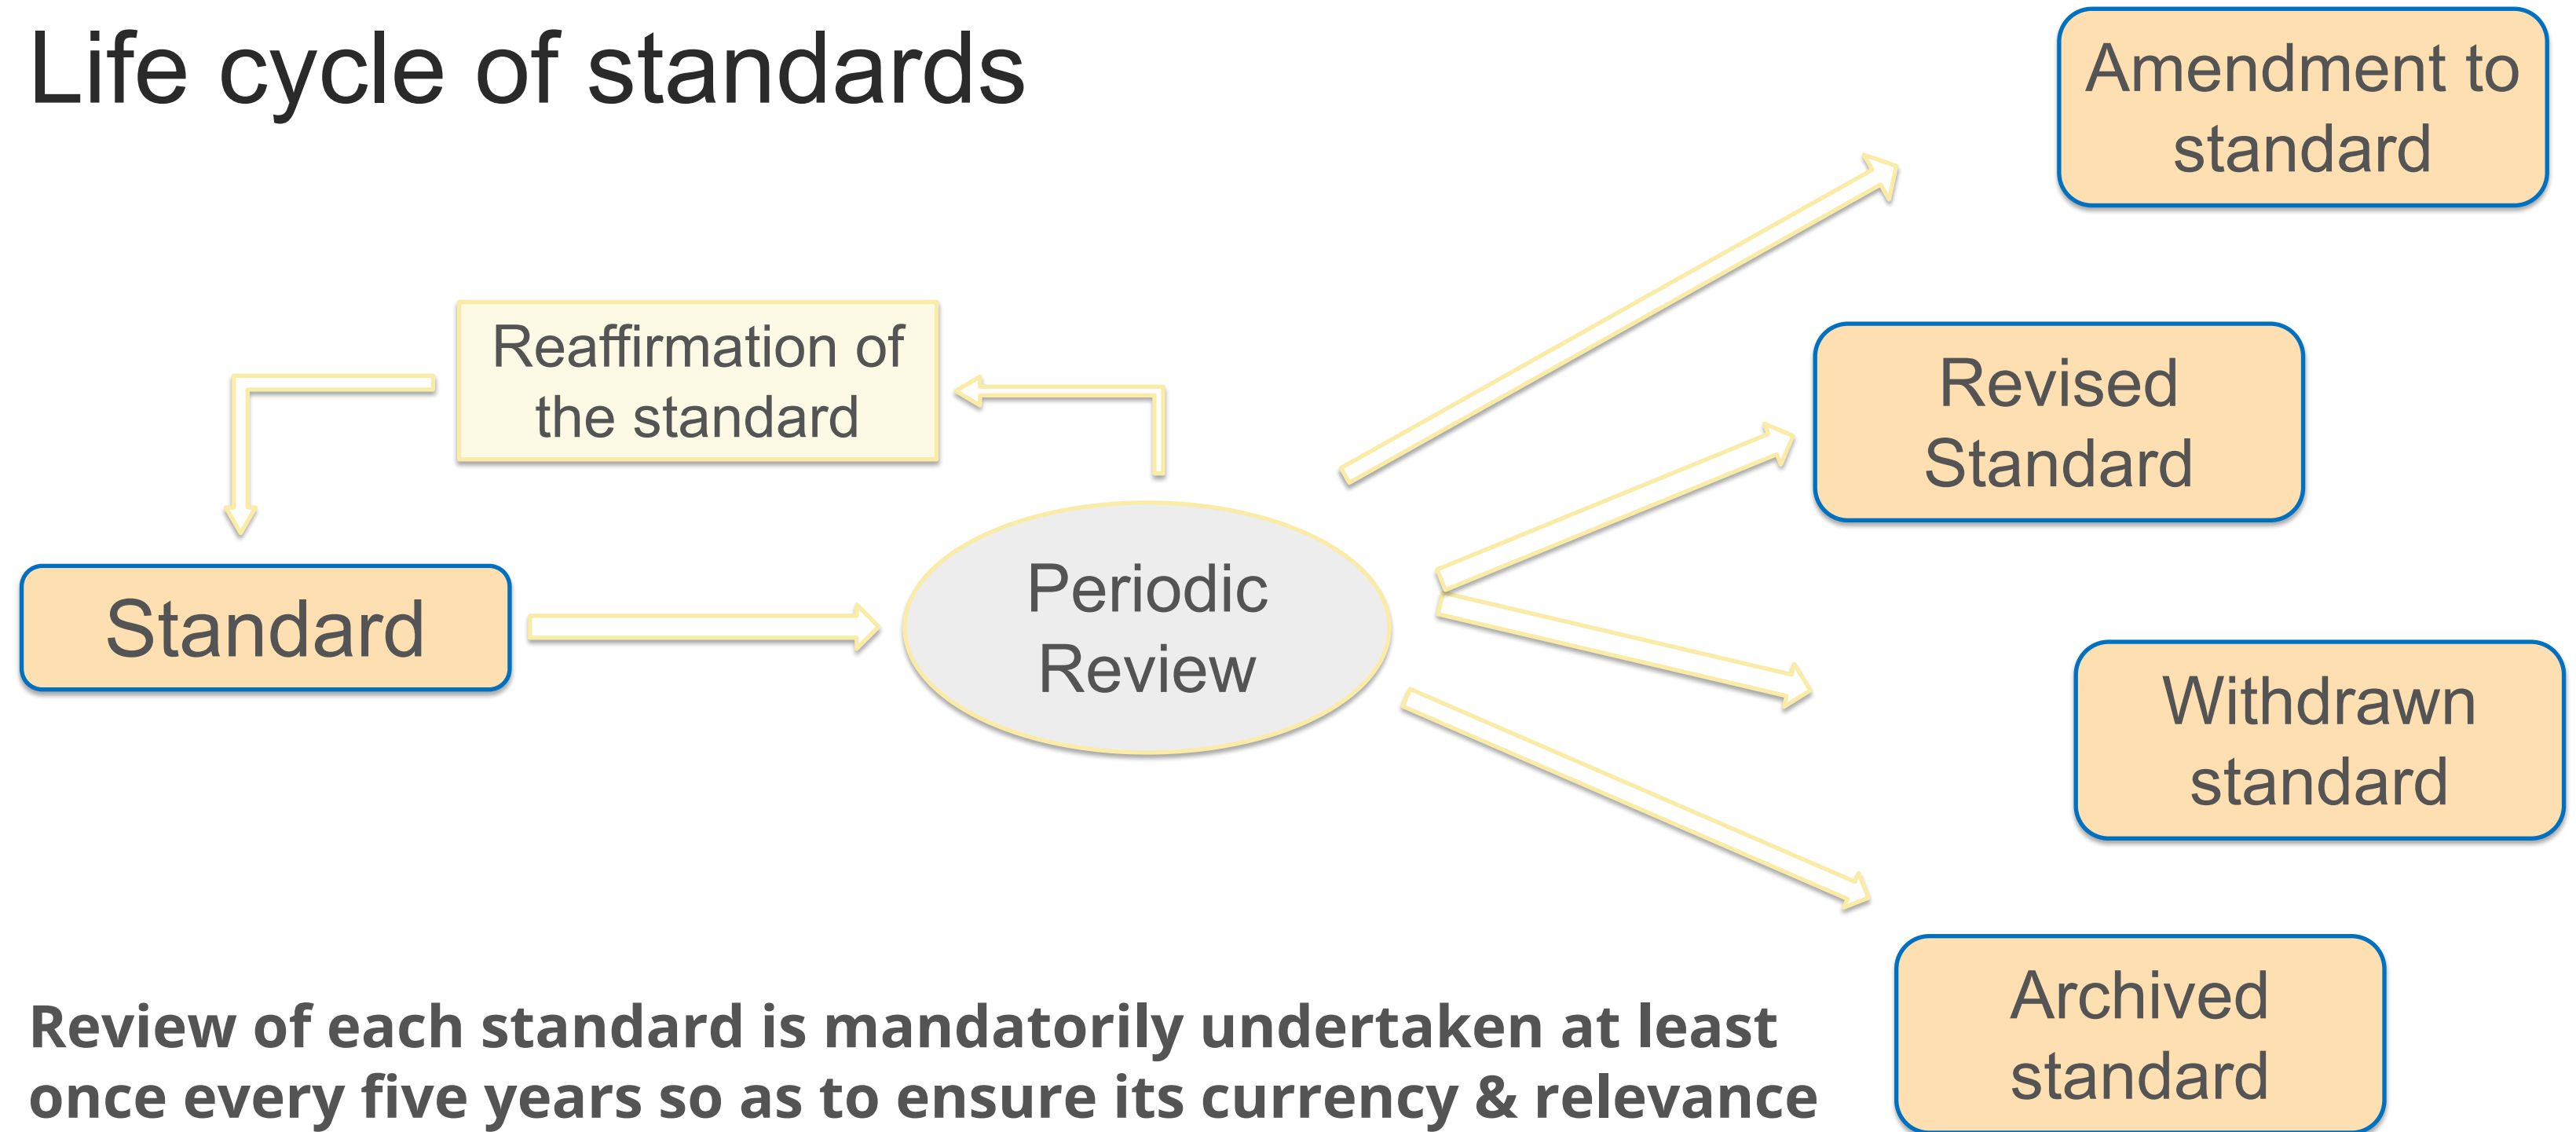 Life cycle of standards
Amendment to
standard
Reaffirmation of
the standard
Revised
Standard
Standard
Periodic
Review
Withdrawn
standard
Archived
standard
Review of each standard is mandatorily undertaken at least
once every five years so as to ensure its currency & relevance